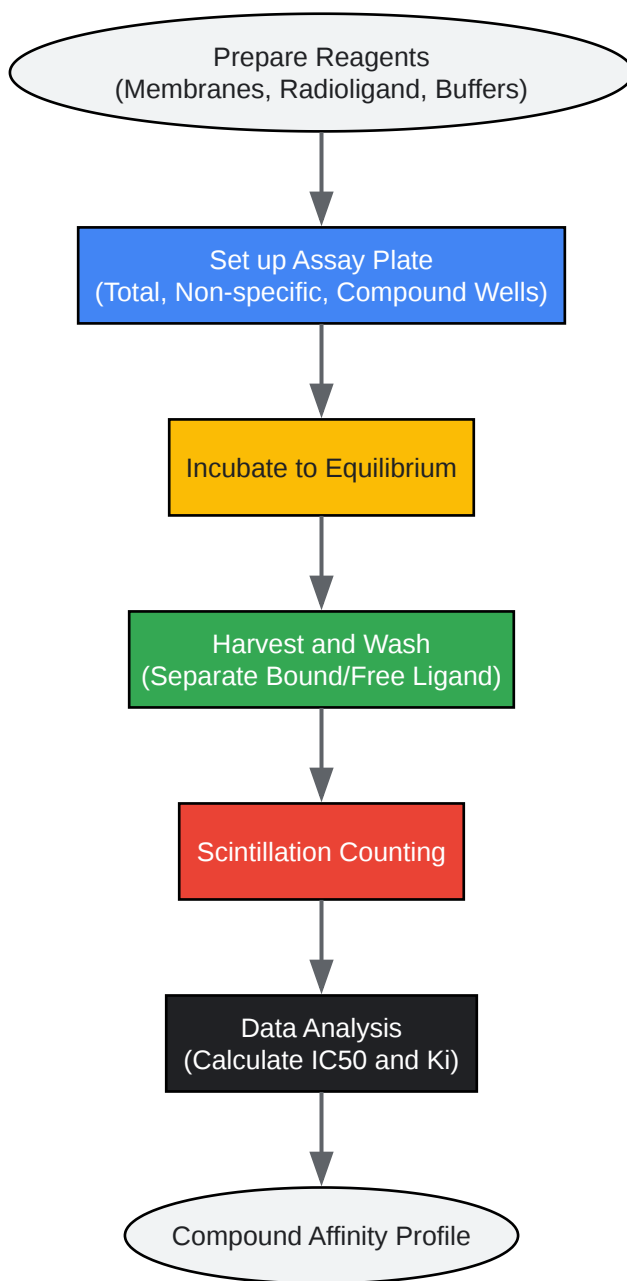 Prepare Reagents
(Membranes, Radioligand, Buffers)
Set up Assay Plate
(Total, Non-specific, Compound Wells)
Incubate to Equilibrium
Harvest and Wash
(Separate Bound/Free Ligand)
Scintillation Counting
Data Analysis
(Calculate IC50 and Ki)
Compound Affinity Profile